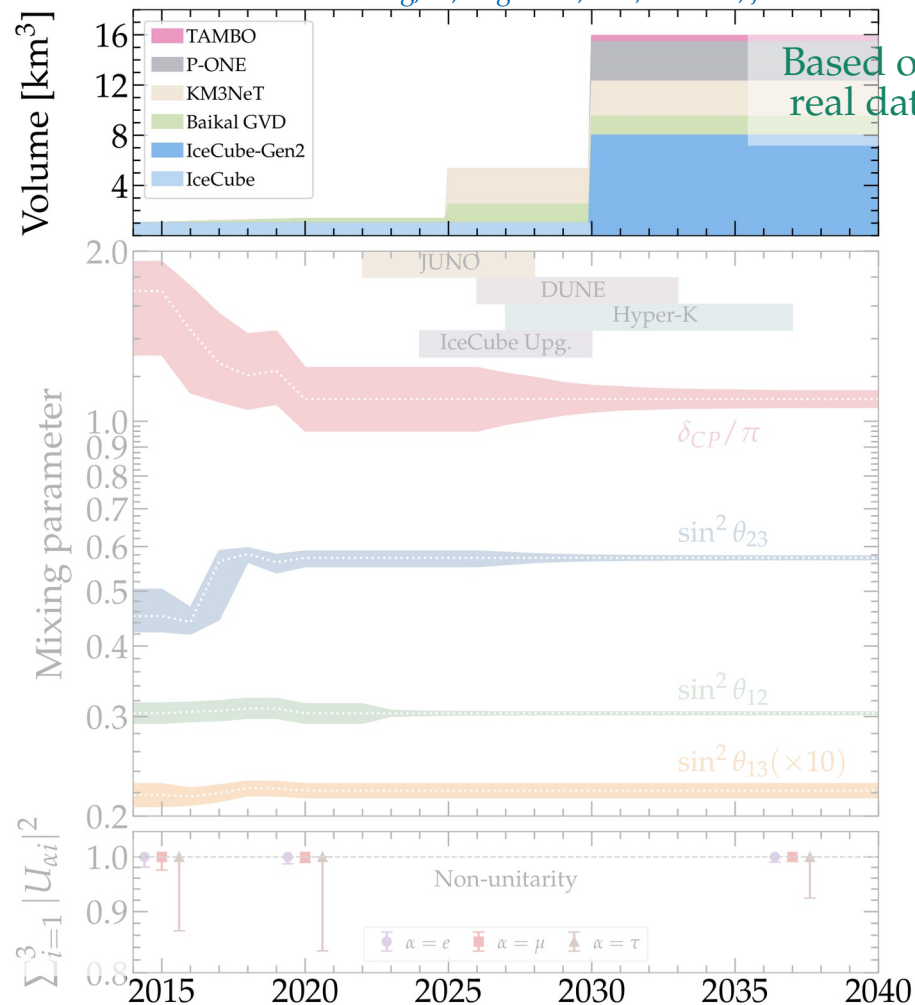 Volume [km³]
16
12
8
4
TAMBO
P-ONE
KM3NeT
Baikal GVD
IceCube-Gen2
IceCube
real
Mixing parameter
2.0
1.0
0.9
0.8
0.7
0.6
0.5
0.4
0.3
0.2
JUNO
DUNE
Hyper-K
IceCube Upg.
δ_CP/π
sin² θ₂₃
sin² θ₁₂
sin² θ₁₃(×10)
Σ³ᵢ₌₁ |U_αi|²
1.0
0.9
0.8
Non-unitarity
α = e
α = μ
α = τ
2015 2020 2025 2030 2035 2040